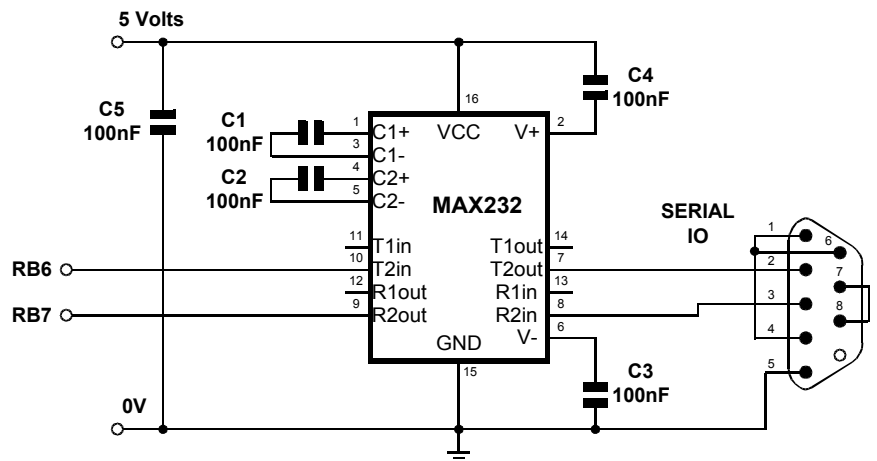 5 Volts
C5
100nF
C1
100nF
C2
100nF
C4
100nF
16
1
3
4
5
2
C1+
C1-
C2+
C2-
VCC
V+
MAX232
11
10
12
9
T1in
T2in
R1out
R2out
T1out
T2out
R1in
R2in
V-
14
7
13
8
6
GND
15
RB6
RB7
0V
C3
100nF
SERIAL
IO
1
2
3
4
5
6
7
8